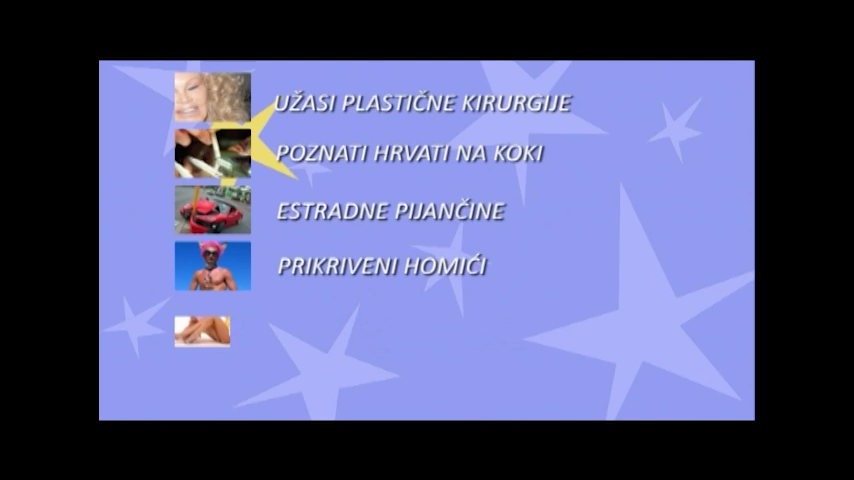 UŽASI PLASTIČNE KIRURGIJE
POZNATI HRVATI NA KOKI
ESTRADNE PIJANČINE
PRIKRIVENI HOMIĆI